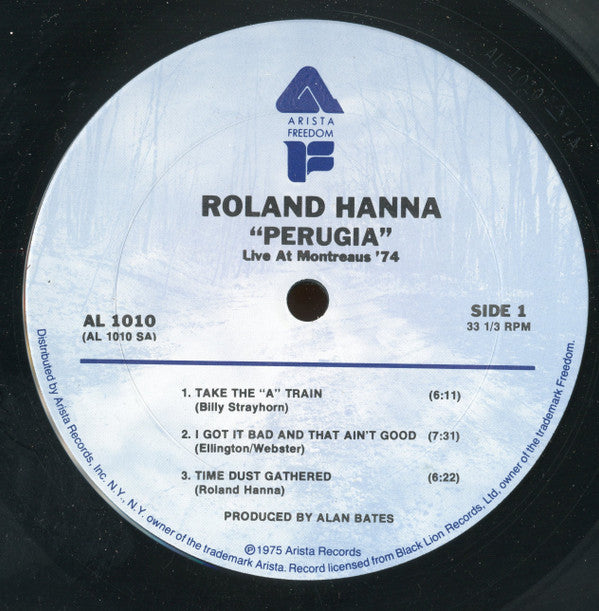 ARISTA
FREEDOM
F
ROLAND HANNA
“PERUGIA”
Live At Montreaus '74
AL 1010
(AL 1010 SA)
SIDE 1
33 1/3 RPM
1. TAKE THE “A” TRAIN (6:11)
(Billy Strayhorn)
2. I GOT IT BAD AND THAT AIN'T GOOD (7:31)
(Ellington/Webster)
3. TIME DUST GATHERED (6:22)
(Roland Hanna)
PRODUCED BY ALAN BATES
℗1975 Arista Records
Distributed by Arista Records, Inc. N.Y., N.Y. owner of the trademark Arista. Record licensed from Black Lion Records, Ltd, owner of the trademark Freedom.